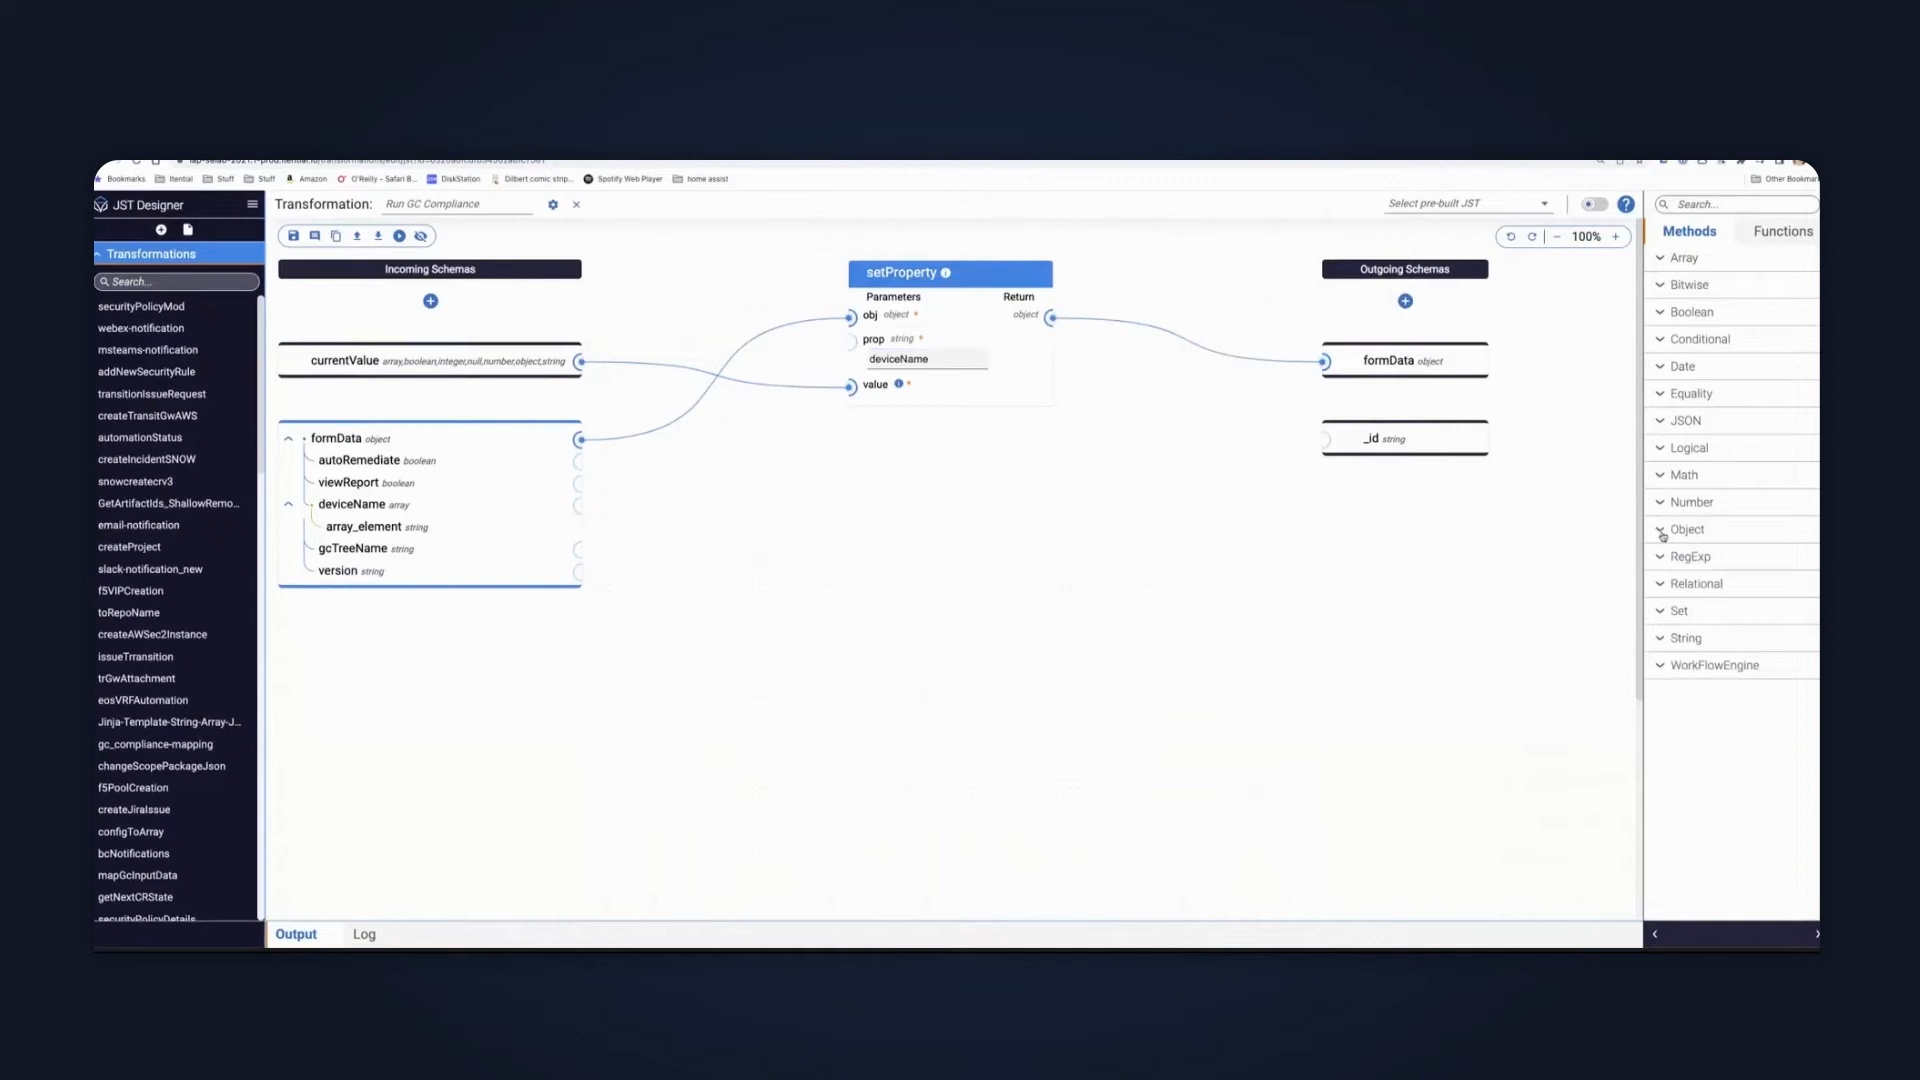 Bookmarks Itential Stuff Stuff Amazon O'Reilly - Safari B... DiskStation Dilbert comic strip... Spotify Web Player home assist Other Bookmar
JST Designer
Transformation: Run GC Compliance
Select pre-built JST
?
Search...
Transformations
Search...
securityPolicyMod
webex-notification
msteams-notification
addNewSecurityRule
transitionIssueRequest
createTransitGwAWS
automationStatus
createIncidentSNOW
snowcreatecrv3
GetArtifactIds_ShallowRemo...
email-notification
createProject
slack-notification_new
f5VIPCreation
toRepoName
createAWSec2Instance
issueTrransition
trGwAttachment
eosVRFAutomation
Jinja-Template-String-Array-J...
gc_compliance-mapping
changeScopePackageJson
f5PoolCreation
createJiraIssue
configToArray
bcNotifications
mapGcInputData
getNextCRState
securityPolicyDetails
100%
Incoming Schemas
currentValue array,boolean,integer,null,number,object,string
formData object
autoRemediate boolean
viewReport boolean
deviceName array
array_element string
gcTreeName string
version string
setProperty
Parameters Return
obj object * object
prop string *
deviceName
value *
Outgoing Schemas
formData object
_id string
Methods Functions
Array
Bitwise
Boolean
Conditional
Date
Equality
JSON
Logical
Math
Number
Object
RegExp
Relational
Set
String
WorkFlowEngine
Output Log